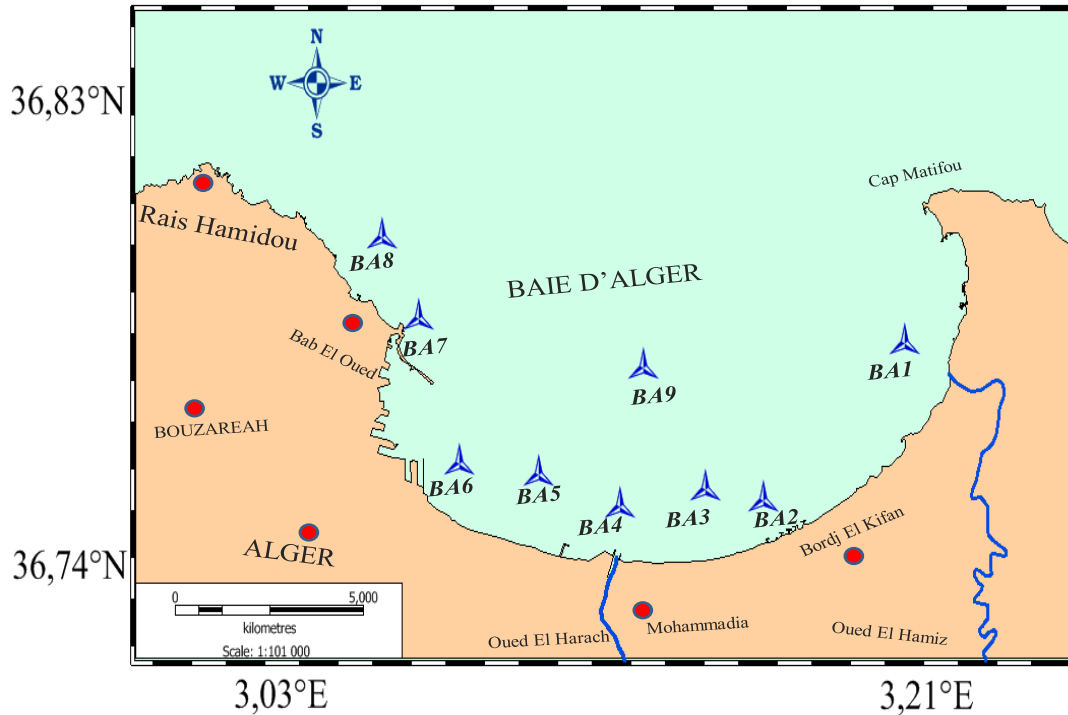 N
W E
S
36,83°N
Cap Matifou
Rais Hamidou
BA8
BAIE D’ALGER
Bab El Oued
BA7
BA1
BA9
BOUZAREAH
BA6
BA5
BA4
BA3
BA2
Bordj El Kifan
ALGER
36,74°N
0 5,000
kilometres
Scale: 1:101 000
Oued El Harach
Mohammadia
Oued El Hamiz
3,03°E
3,21°E